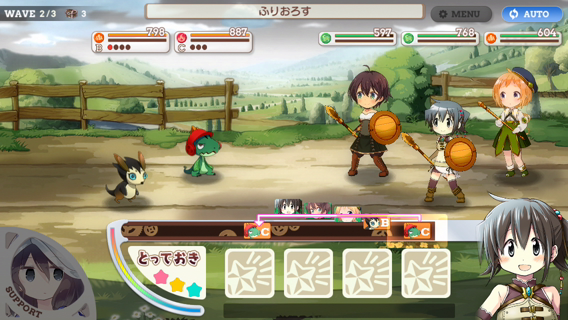 WAVE 2/3 3
ふりおろす
MENU
AUTO
798
887
597
768
604
B
C
C B C
とっておき
SUPPORT